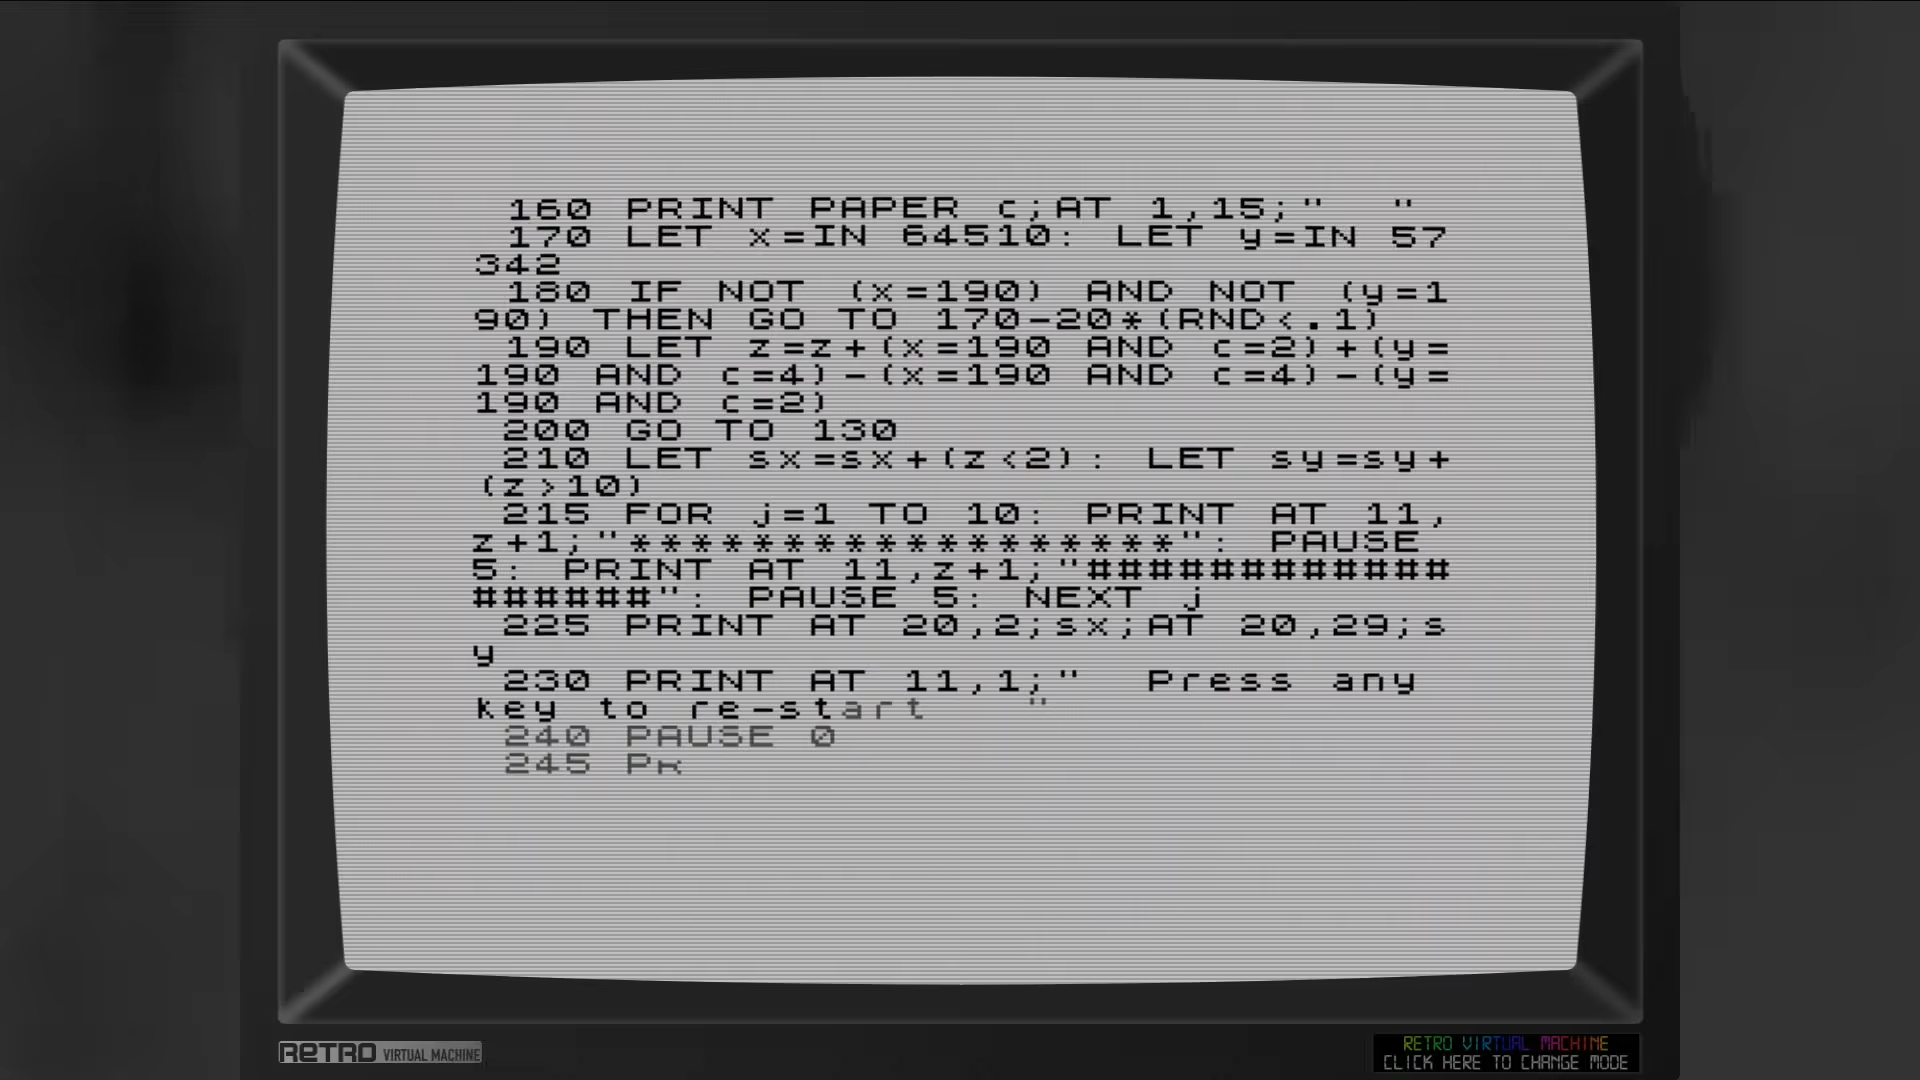 160 PRINT PAPER c;AT 1,15;"  "
170 LET x=IN 64510: LET y=IN 57
342
180 IF NOT (x=190) AND NOT (y=1
90) THEN GO TO 170-20*(RND<.1)
190 LET z=z+(x=190 AND c=2)+(y=
190 AND c=4)-(x=190 AND c=4)-(y=
190 AND c=2)
200 GO TO 130
210 LET sx=sx+(z<2): LET sy=sy+
(z>10)
215 FOR j=1 TO 10: PRINT AT 11,
z+1;"******************": PAUSE
5: PRINT AT 11,z+1;"############
######": PAUSE 5: NEXT j
225 PRINT AT 20,2;sx;AT 20,29;s
y
230 PRINT AT 11,1;"  Press any
key to re-start   "
240 PAUSE 0
245
RETRO VIRTUAL MACHINE
RETRO VIRTUAL MACHINE
CLICK HERE TO CHANGE MODE